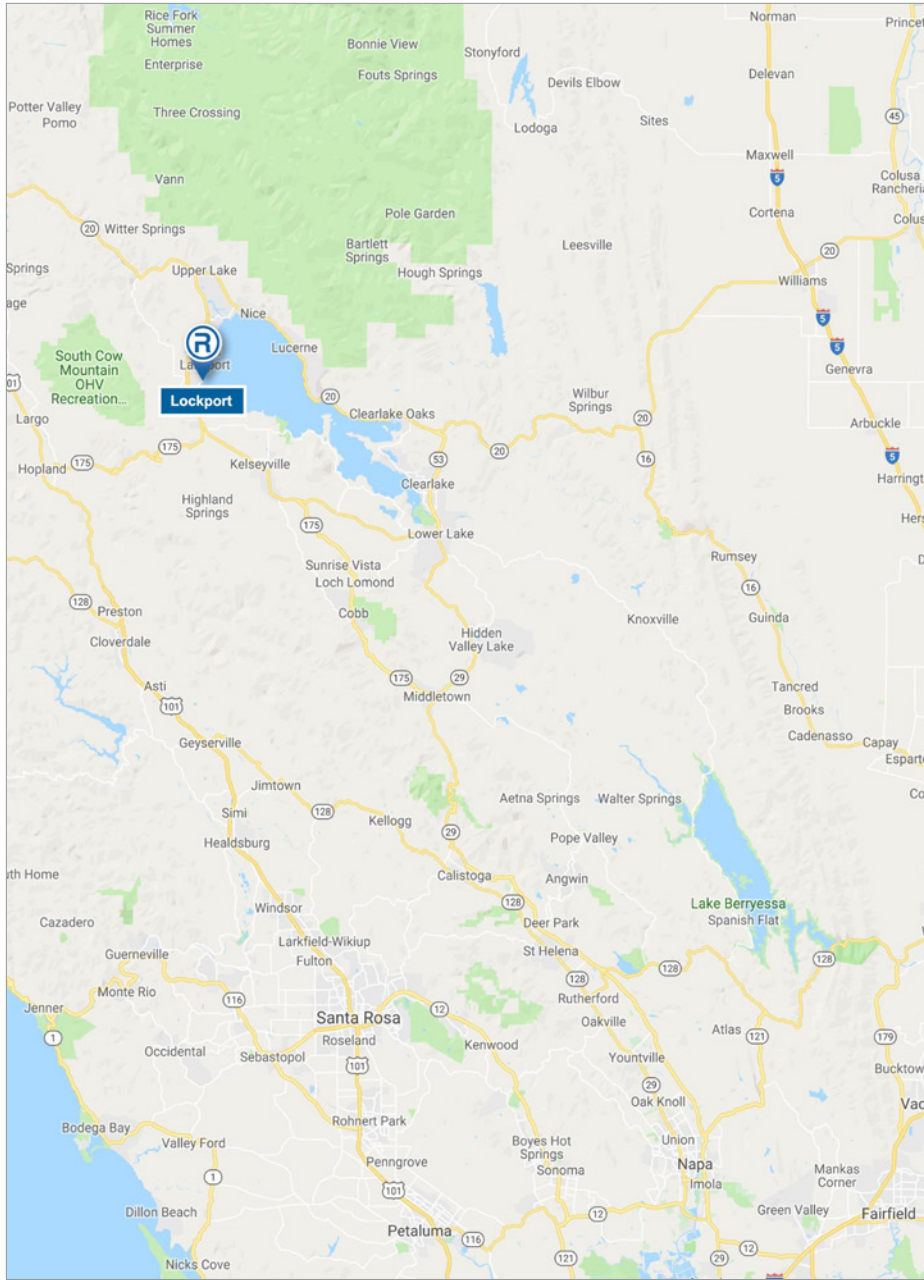 Rice Fork
Summer
Homes
Bonnie View
Stonyford
Norman
Princet
Enterprise
Fouts Springs
Devils Elbow
Delevan
Potter Valley
Pomo
Three Crossing
Lodoga
Sites
45
Maxwell
5
Colusa
Rancheria
Vann
Pole Garden
Cortena
Colus
20
Witter Springs
Bartlett
Springs
Leesville
20
Springs
Upper Lake
Hough Springs
Williams
age
Nice
5
R
Lucerne
5
South Cow
Mountain
OHV
Recreation...
Lakeport
Genevra
101
Lockport
20
Wilbur
Springs
Largo
Clearlake Oaks
20
Arbuckle
175
20
5
Hopland
175
Kelseyville
53
16
Clearlake
Harringt
Highland
Springs
175
Lower Lake
Hers
Sunrise Vista
Rumsey
Loch Lomond
16
128
Preston
Cobb
Knoxville
Guinda
Cloverdale
Hidden
Valley Lake
Asti
175
29
Tancred
101
Middletown
Brooks
Geyserville
Cadenasso
Capay
Esparto
Jimtown
Aetna Springs
Walter Springs
Co
Simi
128
Kellogg
29
Pope Valley
Healdsburg
uth Home
Calistoga
Angwin
Windsor
128
Lake Berryessa
Cazadero
Deer Park
Spanish Flat
Larkfield-Wikiup
Guerneville
Fulton
St Helena
128
Monte Rio
116
128
128
Jenner
12
Rutherford
1
Santa Rosa
Oakville
Atlas
121
179
Occidental
Roseland
Kenwood
Sebastopol
101
Yountville
Bucktow
29
Oak Knoll
Vac
Bodega Bay
Rohnert Park
Valley Ford
Boyes Hot
Springs
Union
1
Penngrove
Sonoma
Napa
Mankas
Corner
101
Imola
Dillon Beach
12
Green Valley
Fairfield
Petaluma
116
12
Nicks Cove
121
29